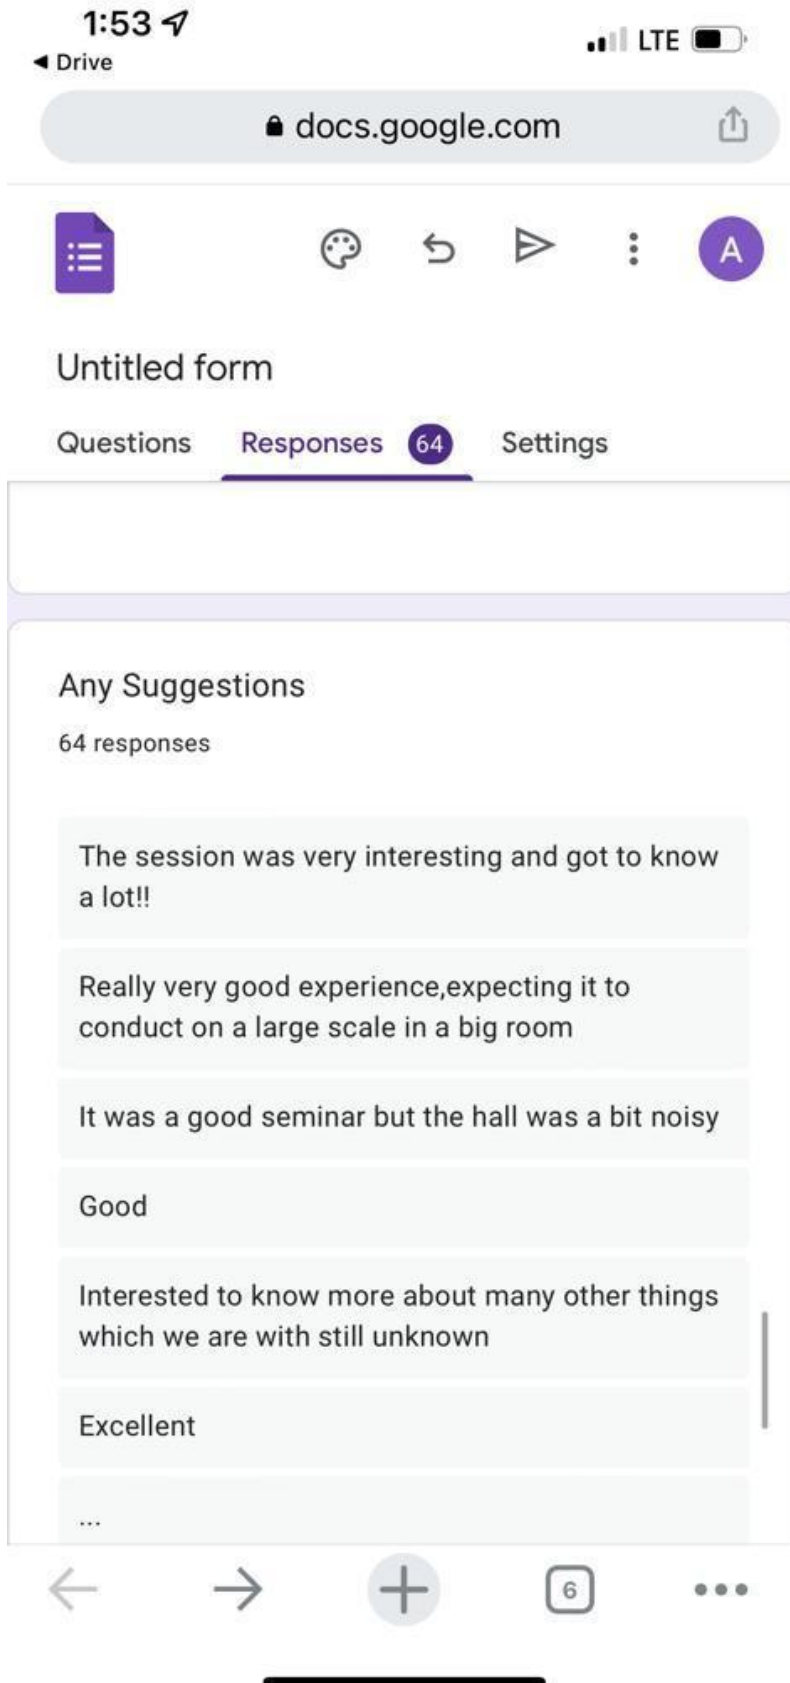 1:53
LTE
◀ Drive
docs.google.com
A
Untitled form
Questions Responses 64 Settings
Any Suggestions
64 responses
The session was very interesting and got to know
a lot!!
Really very good experience,expecting it to
conduct on a large scale in a big room
It was a good seminar but the hall was a bit noisy
Good
Interested to know more about many other things
which we are with still unknown
Excellent
...
6